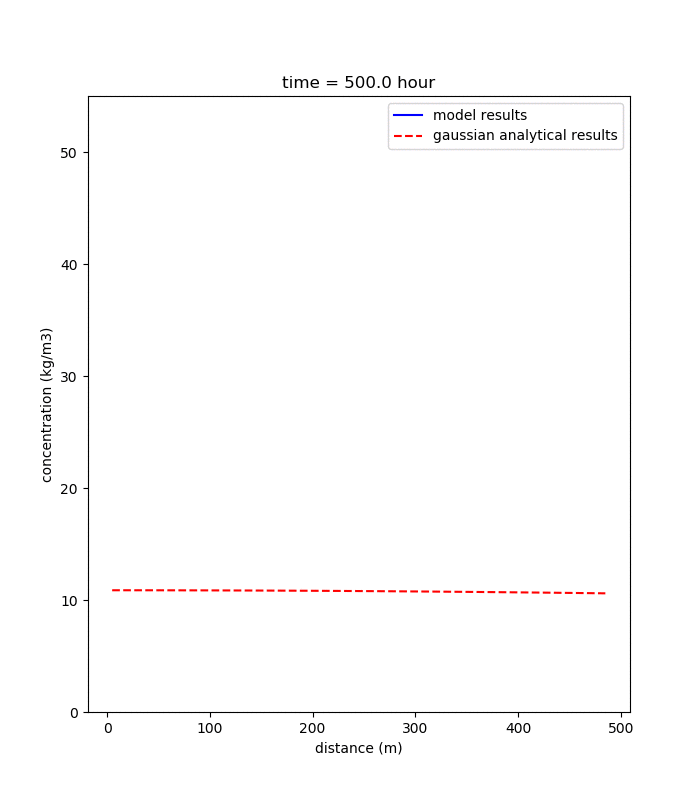 time = 500.0 hour
model results
gaussian analytical results
50
40
30
20
10
0
concentration (kg/m3)
0 100 200 300 400 500
distance (m)